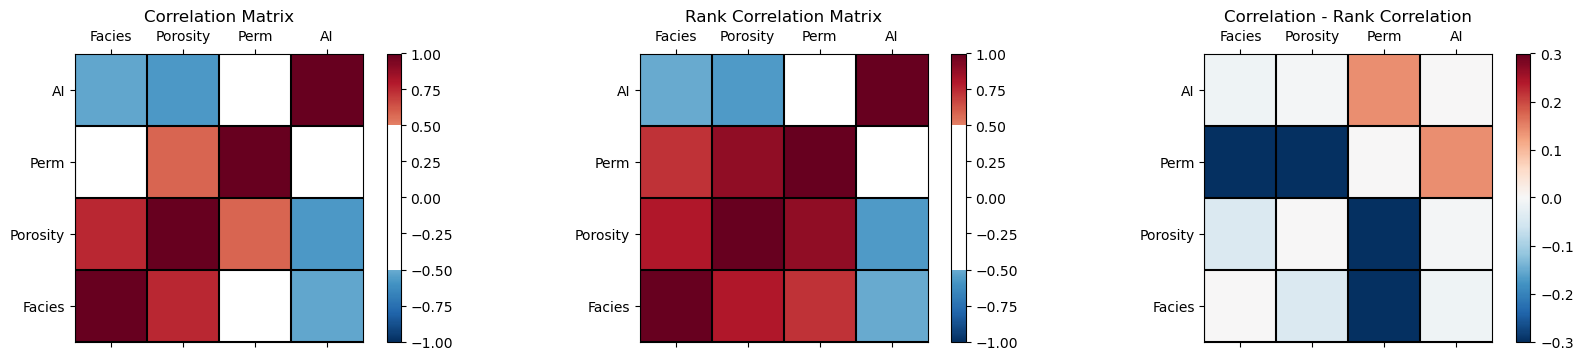 Correlation Matrix
Facies Porosity Perm AI
AI
Perm
Porosity
Facies
1.00
0.75
0.50
0.25
0.00
−0.25
−0.50
−0.75
−1.00
Rank Correlation Matrix
Facies Porosity Perm AI
AI
Perm
Porosity
Facies
1.00
0.75
0.50
0.25
0.00
−0.25
−0.50
−0.75
−1.00
Correlation - Rank Correlation
Facies Porosity Perm AI
AI
Perm
Porosity
Facies
0.3
0.2
0.1
0.0
−0.1
−0.2
−0.3